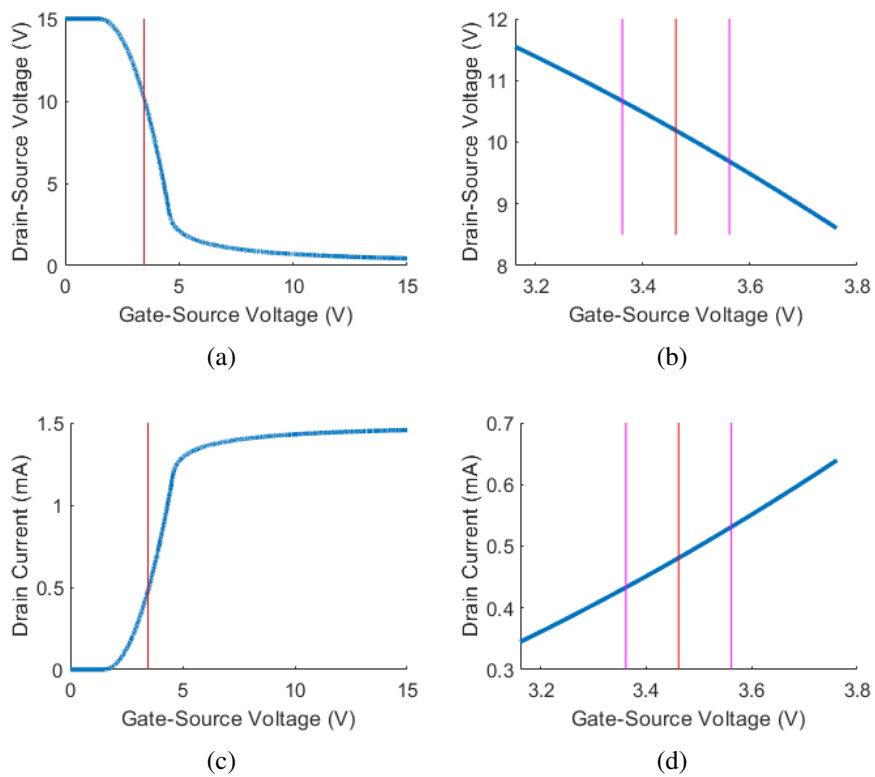 Drain-Source Voltage (V)
15
10
5
0
0
5
10
15
Gate-Source Voltage (V)
(a)
Drain-Source Voltage (V)
12
11
10
9
8
3.2
3.4
3.6
3.8
Gate-Source Voltage (V)
(b)
Drain Current (mA)
1.5
1
0.5
0
0
5
10
15
Gate-Source Voltage (V)
(c)
Drain Current (mA)
0.7
0.6
0.5
0.4
0.3
3.2
3.4
3.6
3.8
Gate-Source Voltage (V)
(d)